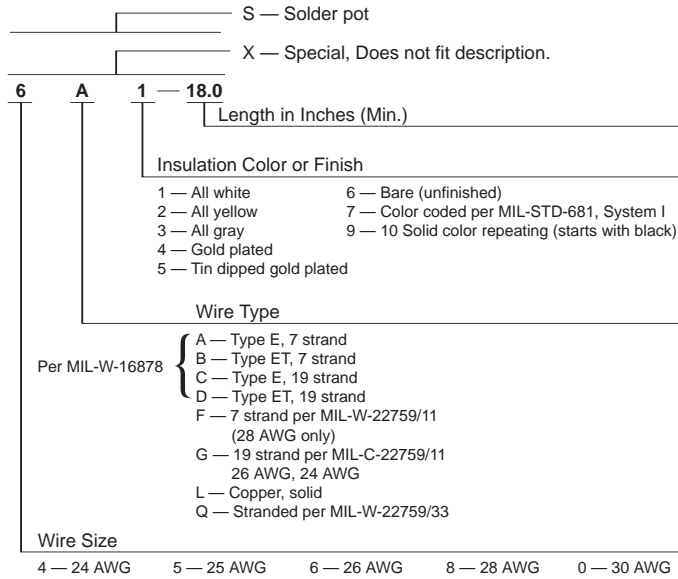 S — Solder pot
X — Special, Does not fit description.
6 A 1 — 18.0
Length in Inches (Min.)
Insulation Color or Finish
1 — All white
2 — All yellow
3 — All gray
4 — Gold plated
5 — Tin dipped gold plated
6 — Bare (unfinished)
7 — Color coded per MIL-STD-681, System I
9 — 10 Solid color repeating (starts with black)
Wire Type
Per MIL-W-16878
A — Type E, 7 strand
B — Type ET, 7 strand
C — Type E, 19 strand
D — Type ET, 19 strand
F — 7 strand per MIL-W-22759/11
(28 AWG only)
G — 19 strand per MIL-C-22759/11
26 AWG, 24 AWG
L — Copper, solid
Q — Stranded per MIL-W-22759/33
Wire Size
4 — 24 AWG 5 — 25 AWG 6 — 26 AWG 8 — 28 AWG 0 — 30 AWG